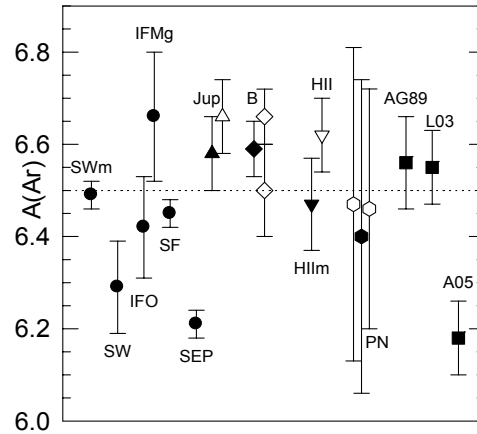 IFMg
Jup
B
HII
AG89
L03
SWm
SF
IFO
HIIm
SW
SEP
PN
A05
A(Ar)
6.8
6.6
6.4
6.2
6.0